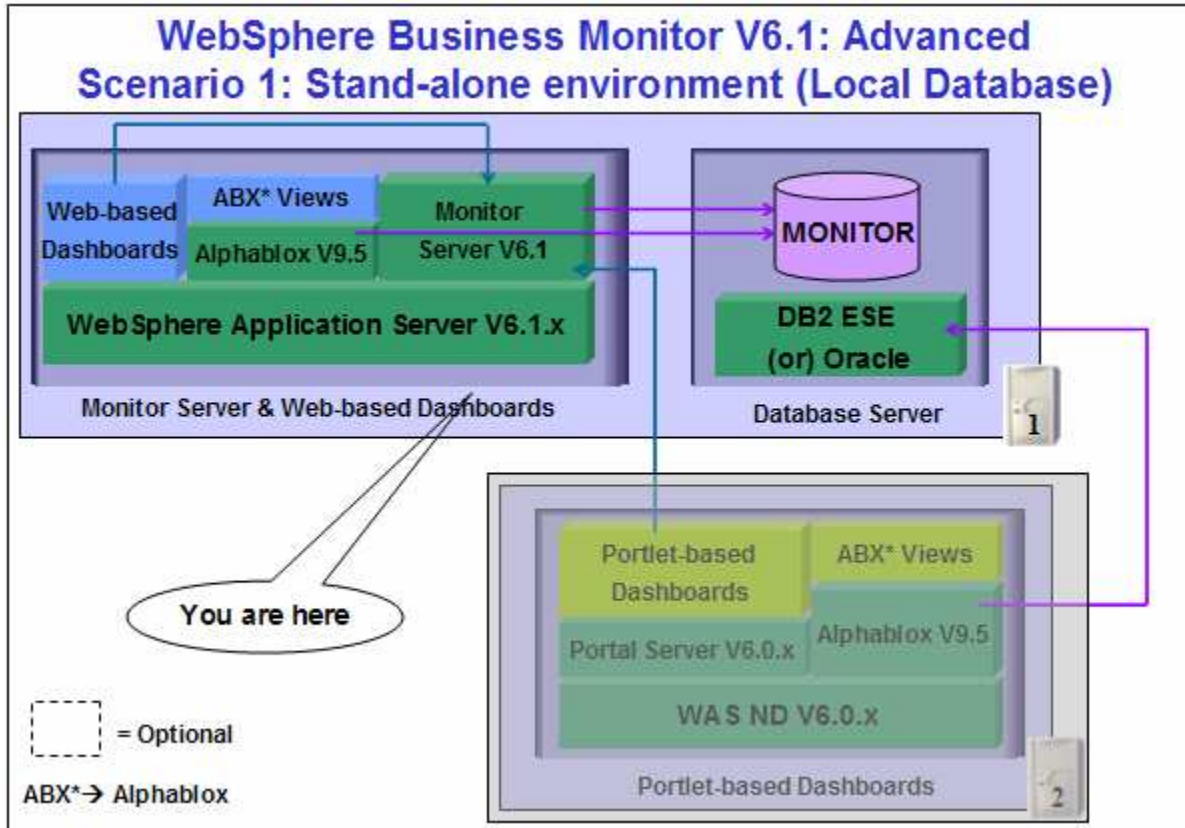 WebSphere Business Monitor V6.1: Advanced
Scenario 1: Stand-alone environment (Local Database)
Web-based
Dashboards
ABX* Views
Alphablox V9.5
Monitor
Server V6.1
WebSphere Application Server V6.1.x
Monitor Server & Web-based Dashboards
MONITOR
DB2 ESE
(or) Oracle
Database Server
1
You are here
Portlet-based
Dashboards
ABX* Views
Portal Server V6.0.x
Alphablox V9.5
WAS ND V6.0.x
Portlet-based Dashboards
2
= Optional
ABX*→ Alphablox